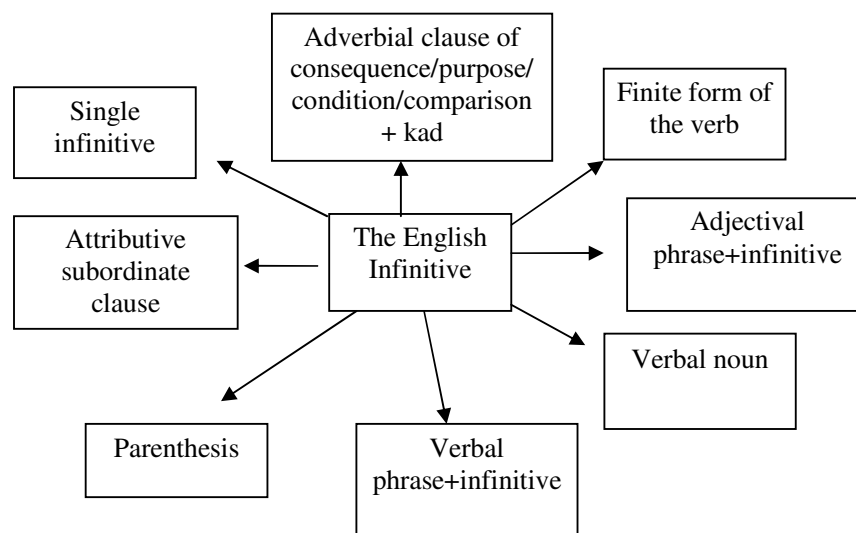 Adverbial clause of
consequence/purpose/
condition/comparison
+ kad
Single
infinitive
Finite form of
the verb
Attributive
subordinate
clause
The English
Infinitive
Adjectival
phrase+infinitive
Verbal noun
Parenthesis
Verbal
phrase+infinitive